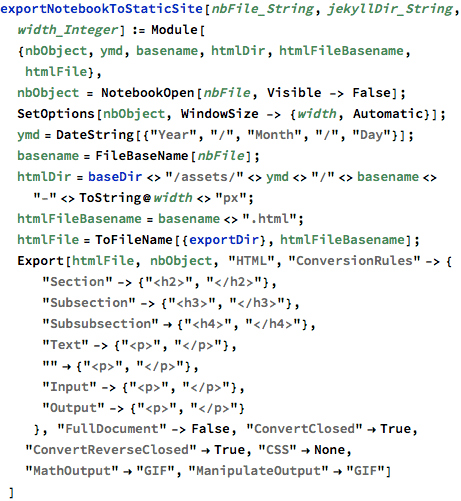 exportNotebookToStaticSite[nbFile_String, jekyllDir_String,
width_Integer] := Module[
{nbObject, ymd, basename, htmlDir, htmlFileBasename,
htmlFile},
nbObject = NotebookOpen[nbFile, Visible -> False];
SetOptions[nbObject, WindowSize -> {width, Automatic}];
ymd = DateString[{"Year", "/", "Month", "/", "Day"}];
basename = FileBaseName[nbFile];
htmlDir = baseDir <> "/assets/" <> ymd <> "/" <> basename <>
"-" <> ToString@width <> "px";
htmlFileBasename = basename <> ".html";
htmlFile = ToFileName[{exportDir}, htmlFileBasename];
Export[htmlFile, nbObject, "HTML", "ConversionRules" -> {
"Section" -> {"<h2>", "</h2>"},
"Subsection" -> {"<h3>", "</h3>"},
"Subsubsection" → {"<h4>", "</h4>"},
"Text" -> {"<p>", "</p>"},
"" → {"<p>", "</p>"},
"Input" -> {"<p>", "</p>"},
"Output" -> {"<p>", "</p>"}
}, "FullDocument" -> False, "ConvertClosed" → True,
"ConvertReverseClosed" → True, "CSS" → None,
"MathOutput" → "GIF", "ManipulateOutput" → "GIF"]
]